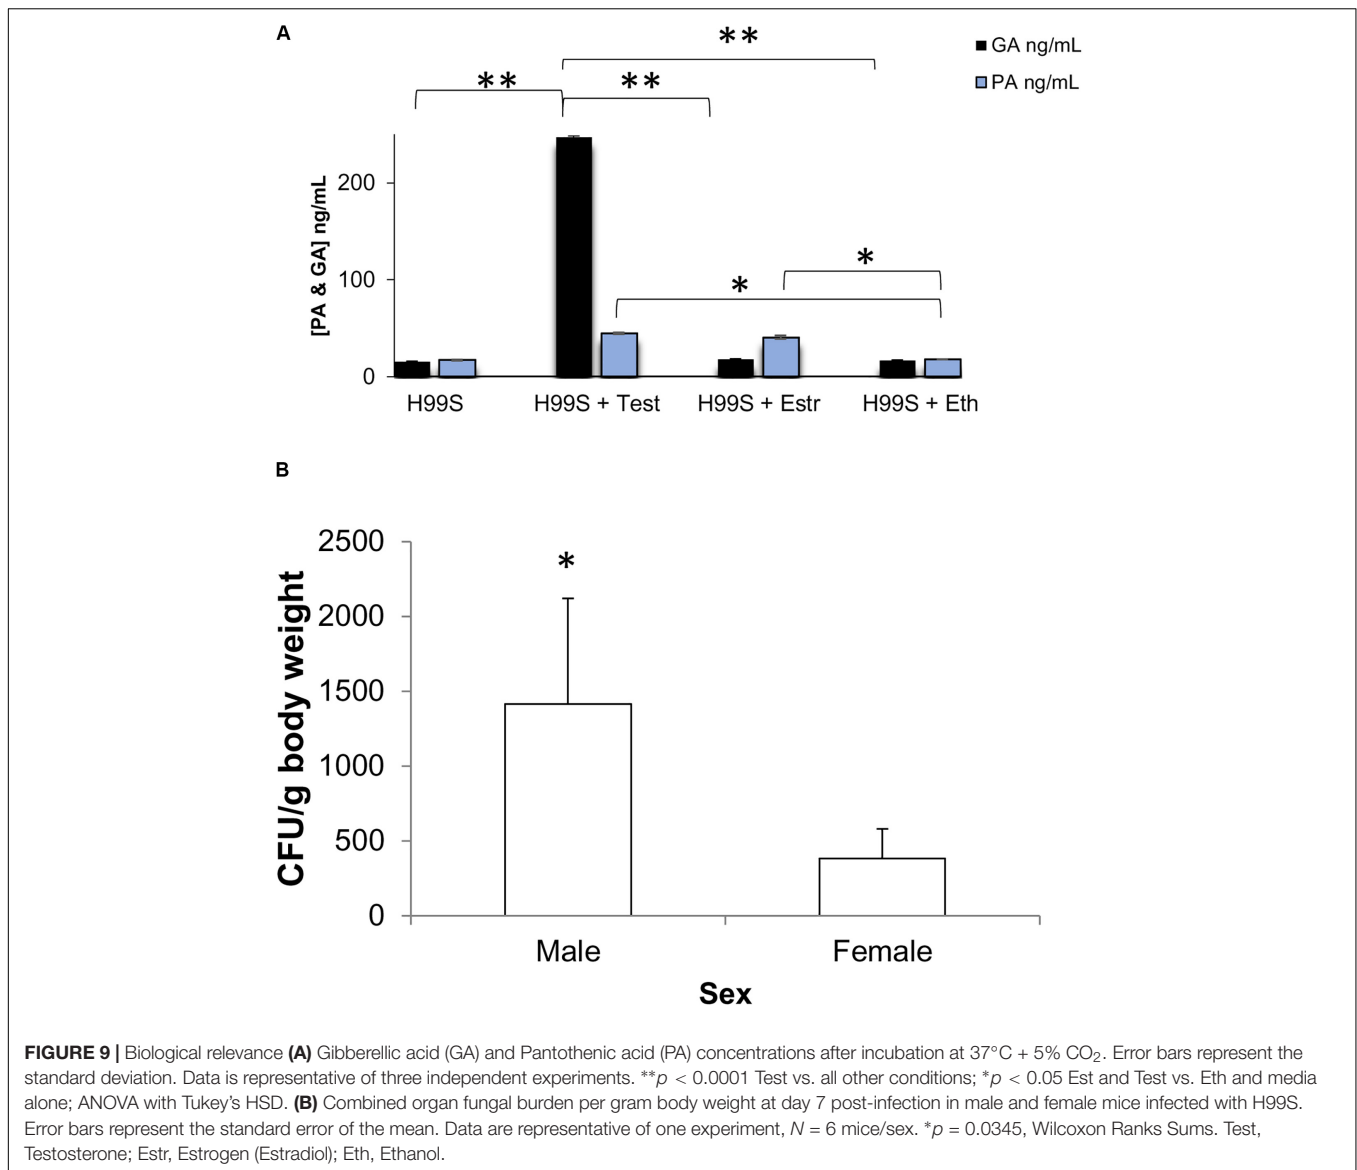 A
**
GA ng/mL
PA ng/mL
**
**
200
100
0
[PA & GA] ng/mL
*
*
H99S
H99S + Test
H99S + Estr
H99S + Eth
B
2500
2000
1500
1000
500
0
CFU/g body weight
*
Male
Female
Sex
FIGURE 9 | Biological relevance (A) Gibberellic acid (GA) and Pantothenic acid (PA) concentrations after incubation at 37°C + 5% CO₂. Error bars represent the
standard deviation. Data is representative of three independent experiments. **p < 0.0001 Test vs. all other conditions; *p < 0.05 Est and Test vs. Eth and media
alone; ANOVA with Tukey's HSD. (B) Combined organ fungal burden per gram body weight at day 7 post-infection in male and female mice infected with H99S.
Error bars represent the standard error of the mean. Data are representative of one experiment, N = 6 mice/sex. *p = 0.0345, Wilcoxon Ranks Sums. Test,
Testosterone; Estr, Estrogen (Estradiol); Eth, Ethanol.